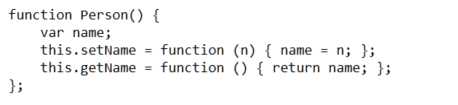 function Person() {
    var name;
    this.setName = function (n) { name = n; };
    this.getName = function () { return name; };
};